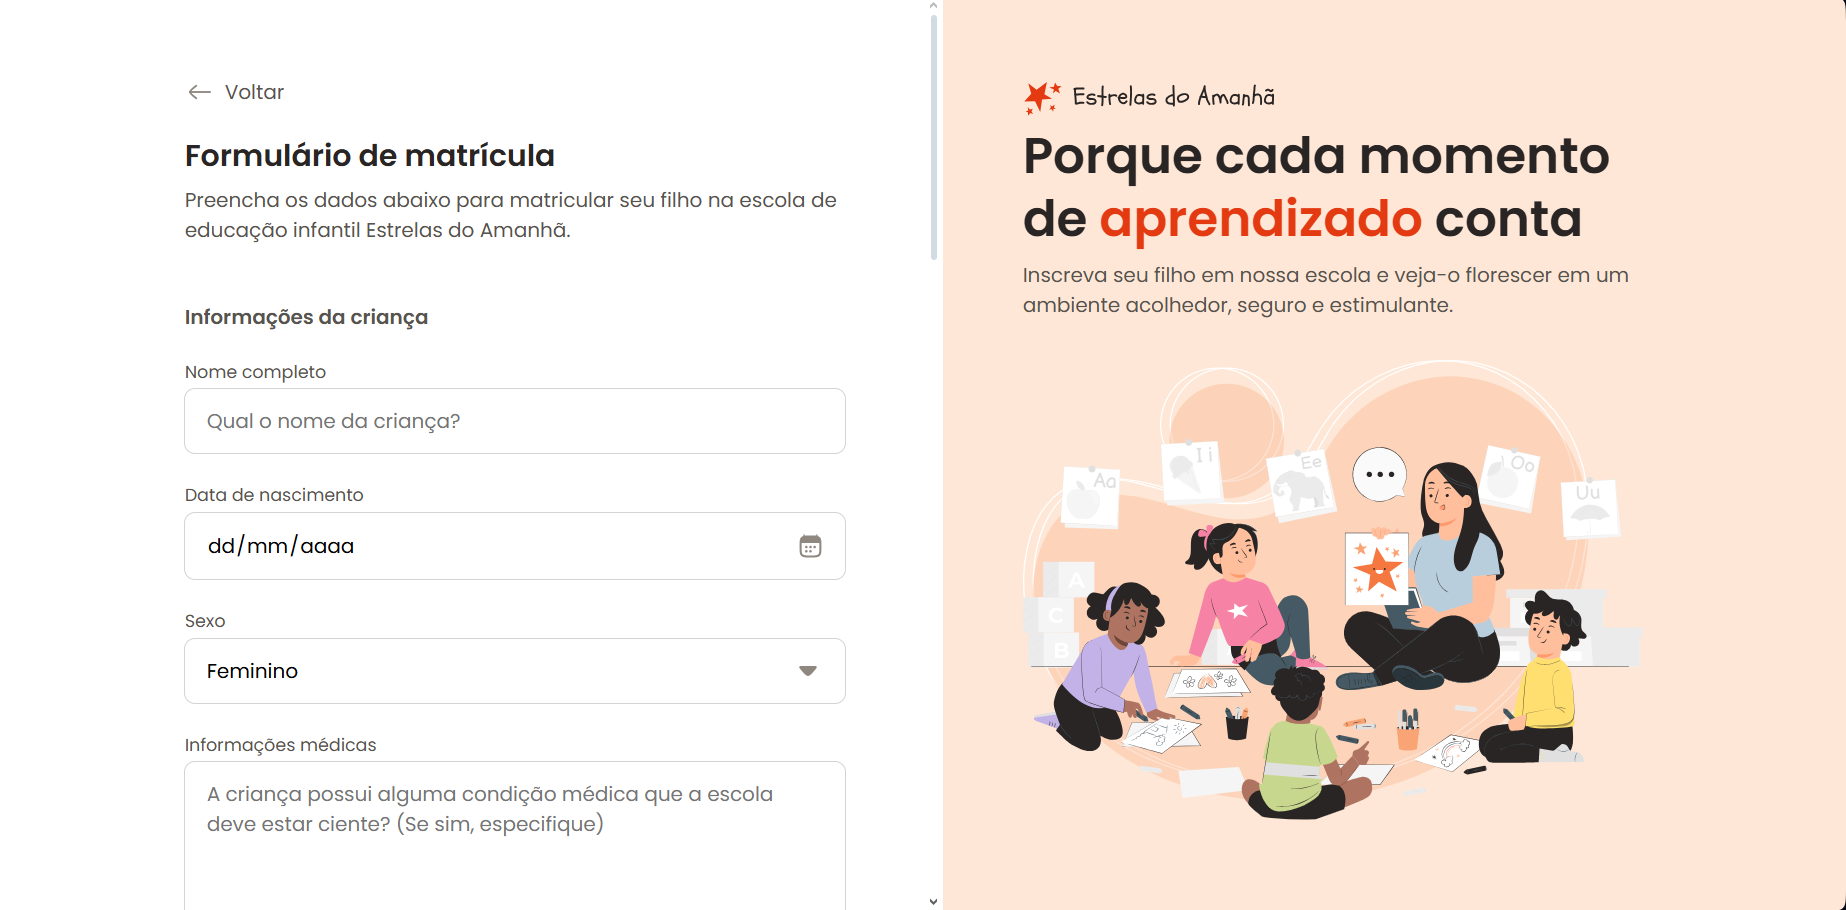 Voltar
Formulário de matrícula
Preencha os dados abaixo para matricular seu filho na escola de
educação infantil Estrelas do Amanhã.
Informações da criança
Nome completo
Qual o nome da criança?
Data de nascimento
dd/mm/aaaa
Sexo
Feminino
Informações médicas
A criança possui alguma condição médica que a escola
deve estar ciente? (Se sim, especifique)
Estrelas do Amanhã
Porque cada momento
de aprendizado conta
Inscreva seu filho em nossa escola e veja-o florescer em um
ambiente acolhedor, seguro e estimulante.
Aa
Ii
Ee
Oo
Uu
A
C
B